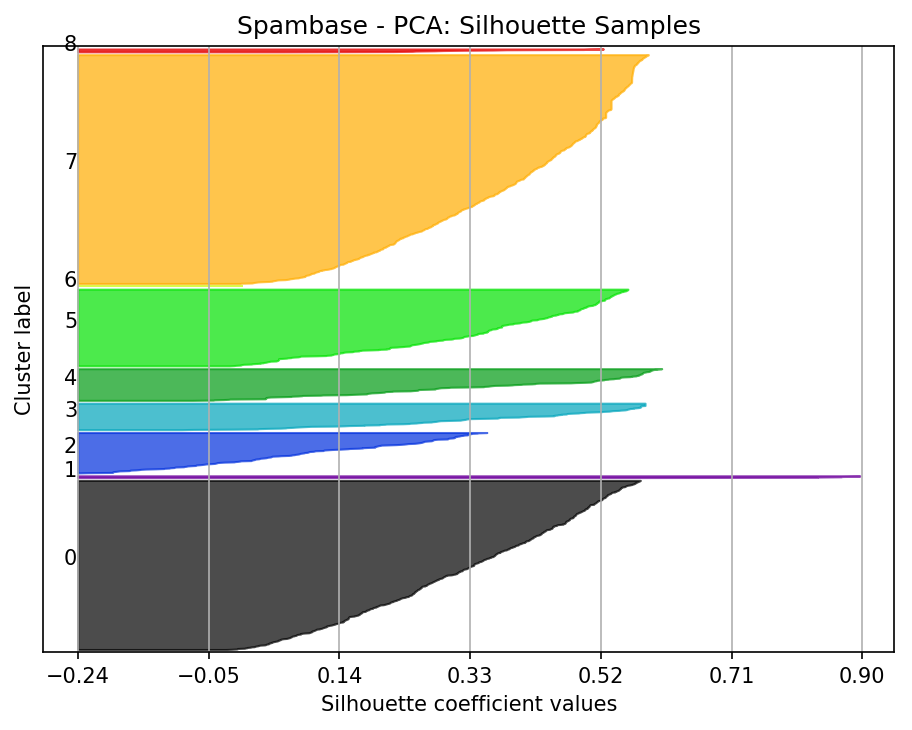 Spambase - PCA: Silhouette Samples
8
7
6
5
4
3
2
1
0
Cluster label
−0.24 −0.05 0.14 0.33 0.52 0.71 0.90
Silhouette coefficient values